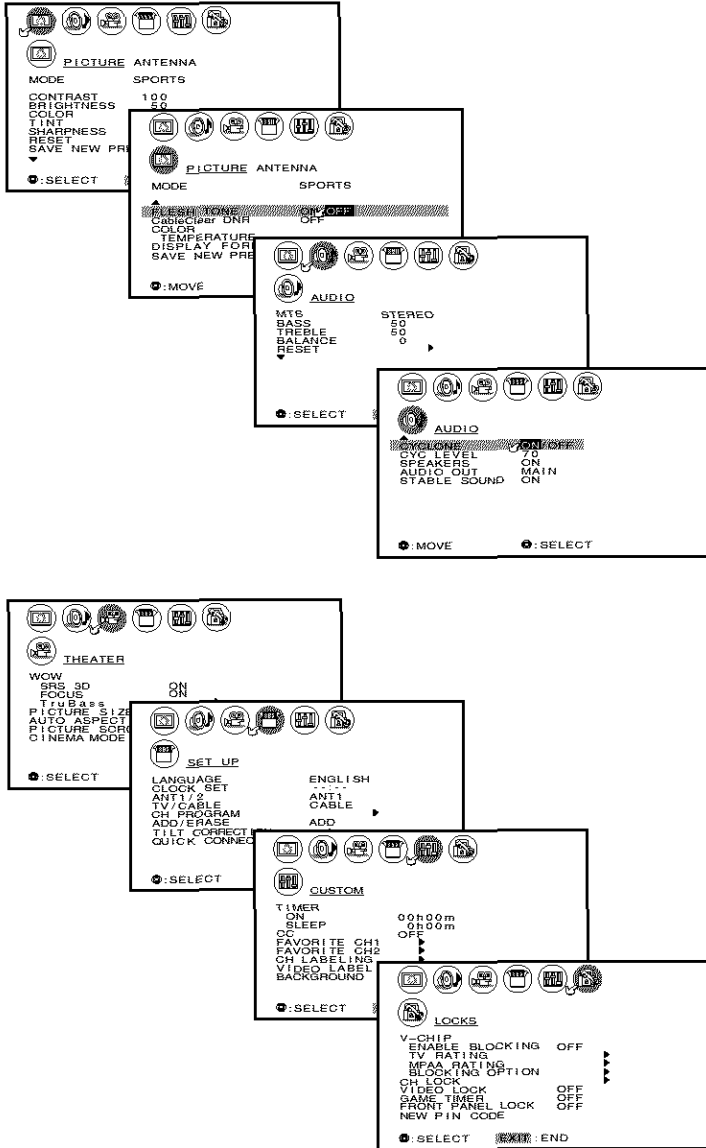 PICTURE ANTENNA
MODE SPORTS
CONTRAST 100
BRIGHTNESS 50
COLOR
TINT
SHARPNESS
RESET
SAVE NEW PR
:SELECT
PICTURE ANTENNA
MODE SPORTS
FLESH TONE ON OFF
CableClear DNR OFF
COLOR
TEMPERATURE
DISPLAY FOR
SAVE NEW PRE
:MOVE
AUDIO
MTS STEREO
BASS 50
TREBLE 50
BALANCE 0
RESET
:SELECT
AUDIO
CYCLONE ON/OFF
CYC LEVEL 70
SPEAKERS ON
AUDIO OUT MAIN
STABLE SOUND ON
:MOVE :SELECT
THEATER
WOW
SRS 3D ON
FOCUS ON
TruBass
PICTURE SIZE
AUTO ASPECT
PICTURE SCRO
CINEMA MODE
:SELECT
SET UP
LANGUAGE ENGLISH
CLOCK SET --:--
ANT1/2 ANT1
TV/CABLE CABLE
CH PROGRAM
ADD/ERASE ADD
TILT CORRECTI
QUICK CONNEC
:SELECT
CUSTOM
TIMER
ON 00h00m
SLEEP 0h00m
CC OFF
FAVORITE CH1
FAVORITE CH2
CH LABELING
VIDEO LABEL
BACKGROUND
:SELECT
LOCKS
V-CHIP
ENABLE BLOCKING OFF
TV RATING
MPAA RATING
BLOCKING OPTION
CH LOCK
VIDEO LOCK OFF
GAME TIMER OFF
FRONT PANEL LOCK OFF
NEW PIN CODE
:SELECT EXIT:END